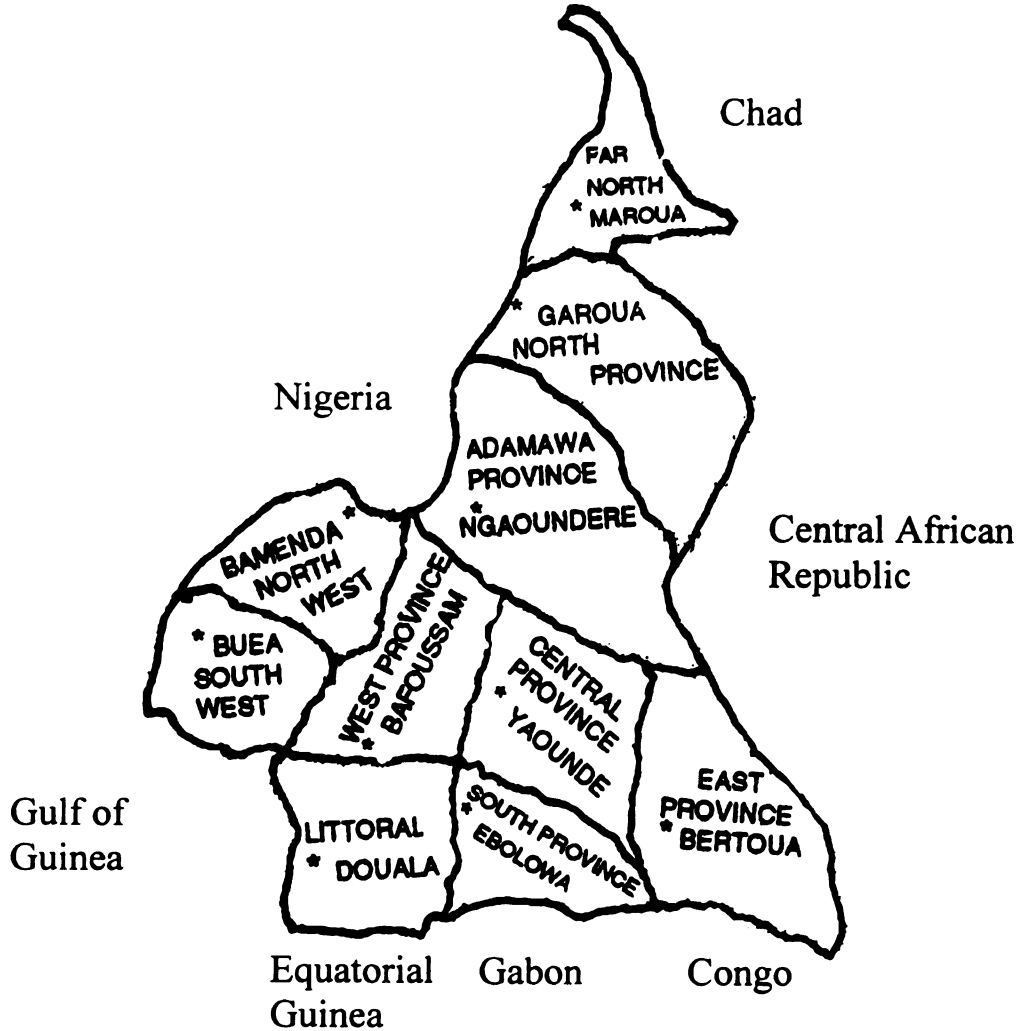 Chad
FAR
NORTH
* MAROUA
* GAROUA
NORTH
PROVINCE
Nigeria
ADAMAWA
PROVINCE
*
NGAOUNDERE
Central African
Republic
*
BAMENDA
NORTH
WEST
* BUEA
SOUTH
WEST
WEST PROVINCE
* BAFOUSSAM
CENTRAL
PROVINCE
* YAOUNDE
EAST
PROVINCE
* BERTOUA
SOUTH PROVINCE
* EBOLOWA
LITTORAL
* DOUALA
Gulf of
Guinea
Equatorial
Guinea
Gabon
Congo